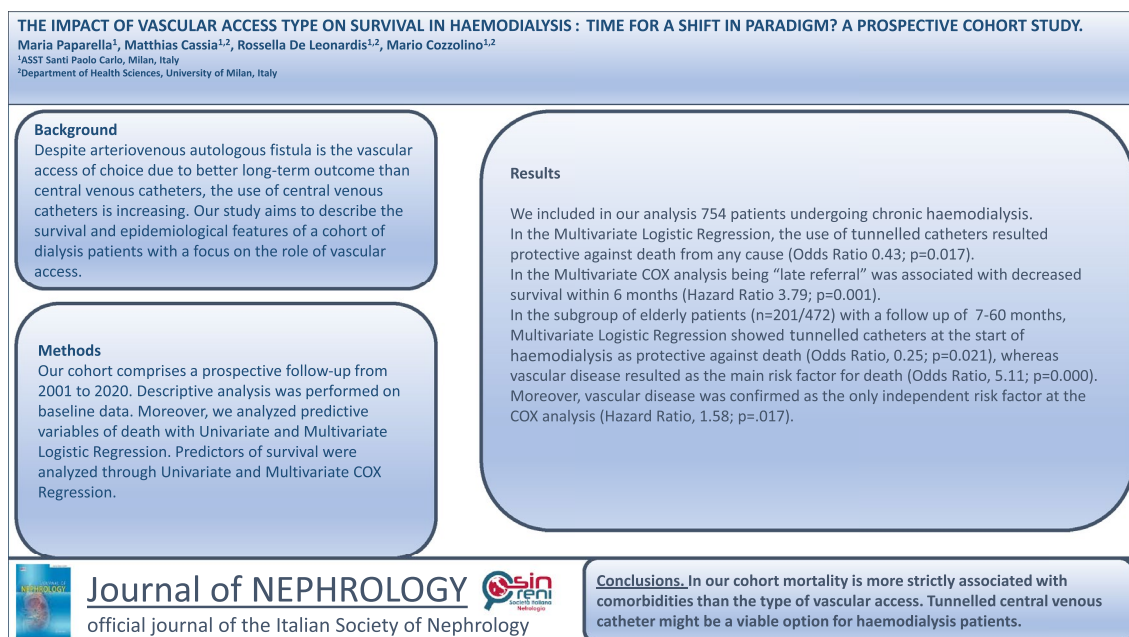 THE IMPACT OF VASCULAR ACCESS TYPE ON SURVIVAL IN HAEMODIALYSIS : TIME FOR A SHIFT IN PARADIGM? A PROSPECTIVE COHORT STUDY.
Maria Paparella1, Matthias Cassia1,2, Rossella De Leonardis1,2, Mario Cozzolino1,2
1ASST Santi Paolo Carlo, Milan, Italy
2Department of Health Sciences, University of Milan, Italy
Background
Despite arteriovenous autologous fistula is the vascular
access of choice due to better long-term outcome than
central venous catheters, the use of central venous
catheters is increasing. Our study aims to describe the
survival and epidemiological features of a cohort of
dialysis patients with a focus on the role of vascular
access.
Methods
Our cohort comprises a prospective follow-up from
2001 to 2020. Descriptive analysis was performed on
baseline data. Moreover, we analyzed predictive
variables of death with Univariate and Multivariate
Logistic Regression. Predictors of survival were
analyzed through Univariate and Multivariate COX
Regression.
Results
We included in our analysis 754 patients undergoing chronic haemodialysis.
In the Multivariate Logistic Regression, the use of tunnelled catheters resulted
protective against death from any cause (Odds Ratio 0.43; p=0.017).
In the Multivariate COX analysis being “late referral” was associated with decreased
survival within 6 months (Hazard Ratio 3.79; p=0.001).
In the subgroup of elderly patients (n=201/472) with a follow up of 7-60 months,
Multivariate Logistic Regression showed tunnelled catheters at the start of
haemodialysis as protective against death (Odds Ratio, 0.25; p=0.021), whereas
vascular disease resulted as the main risk factor for death (Odds Ratio, 5.11; p=0.000).
Moreover, vascular disease was confirmed as the only independent risk factor at the
COX analysis (Hazard Ratio, 1.58; p=.017).
NEPHROLOGY
Journal of NEPHROLOGY
official journal of the Italian Society of Nephrology
sin
reni
Società Italiana
Nefrologia
Conclusions. In our cohort mortality is more strictly associated with
comorbidities than the type of vascular access. Tunnelled central venous
catheter might be a viable option for haemodialysis patients.